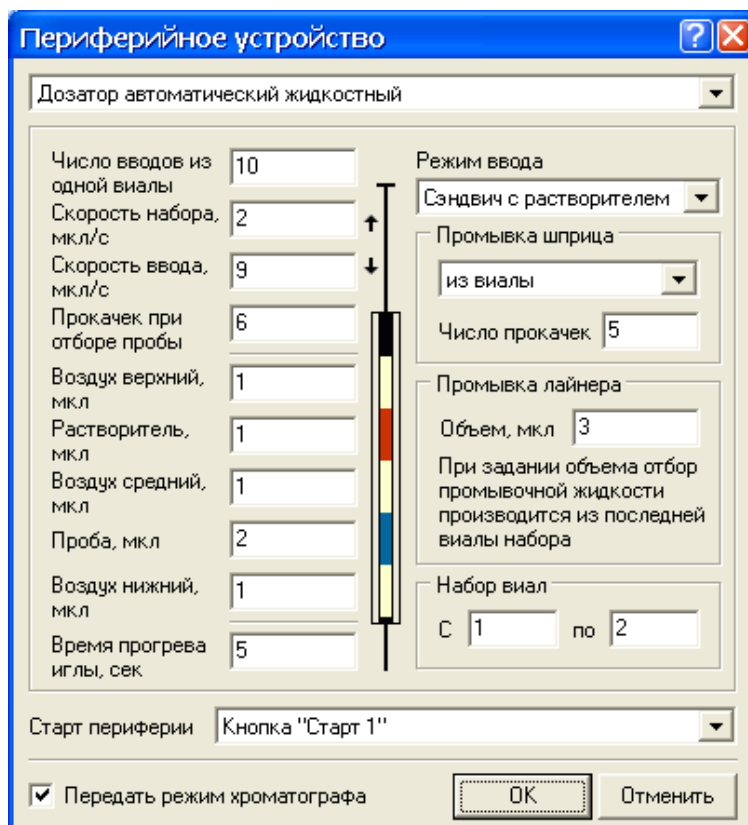 Периферийное устройство
Дозатор автоматический жидкостный
Число вводов из
одной виалы
10
Скорость набора,
мкл/с
2
Скорость ввода,
мкл/с
9
Прокачек при
отборе пробы
6
Воздух верхний,
мкл
1
Растворитель,
мкл
1
Воздух средний,
мкл
1
Проба, мкл
2
Воздух нижний,
мкл
1
Время прогрева
иглы, сек
5
Режим ввода
Сэндвич с растворителем
Промывка шприца
из виалы
Число прокачек 5
Промывка лайнера
Объем, мкл 3
При задании объема отбор
промывочной жидкости
производится из последней
виалы набора
Набор виал
С 1 по 2
Старт периферии Кнопка "Старт 1"
Передать режим хроматографа
OK Отменить